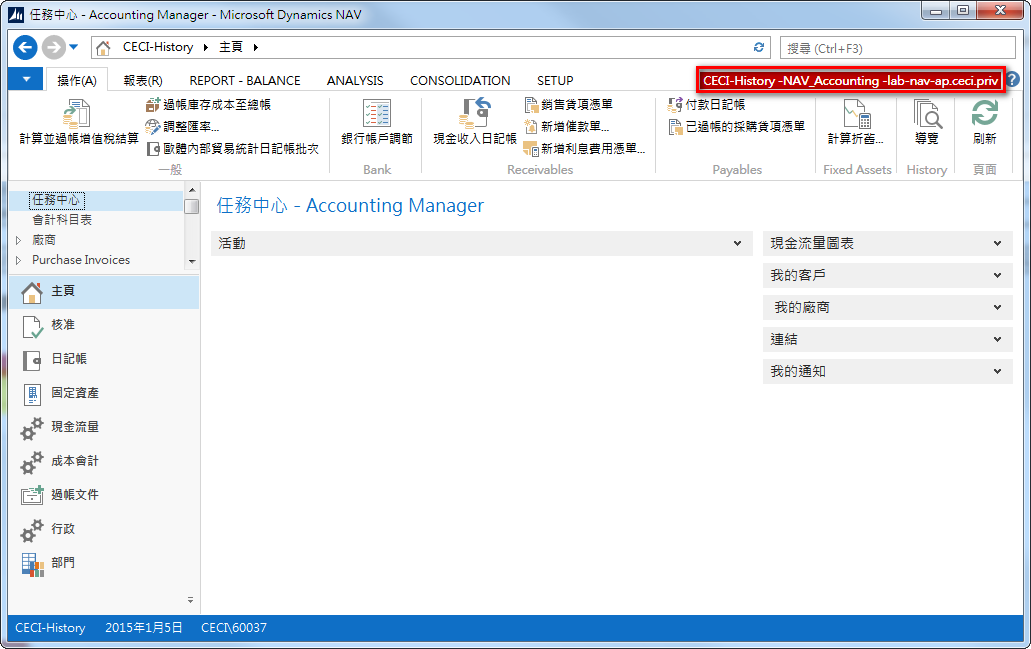 任務中心 - Accounting Manager - Microsoft Dynamics NAV
CECI-History ▸ 主頁 ▸
搜尋 (Ctrl+F3)
操作(A) 報表(R) REPORT - BALANCE ANALYSIS CONSOLIDATION SETUP
CECI-History -NAV_Accounting -lab-nav-ap.ceci.priv
計算並過帳增值稅結算
過帳庫存成本至總帳
調整匯率...
歐體內部貿易統計日記帳批次
一般
銀行帳戶調節
Bank
現金收入日記帳
銷售貨項憑單
新增催款單...
新增利息費用憑單...
Receivables
付款日記帳
已過帳的採購貨項憑單
Payables
計算折舊...
Fixed Assets
導覽
History
刷新
頁面
任務中心
會計科目表
廠商
Purchase Invoices
主頁
核准
日記帳
固定資產
現金流量
成本會計
過帳文件
行政
部門
任務中心 - Accounting Manager
活動
現金流量圖表
我的客戶
我的廠商
連結
我的通知
CECI-History 2015年1月5日 CECI\60037